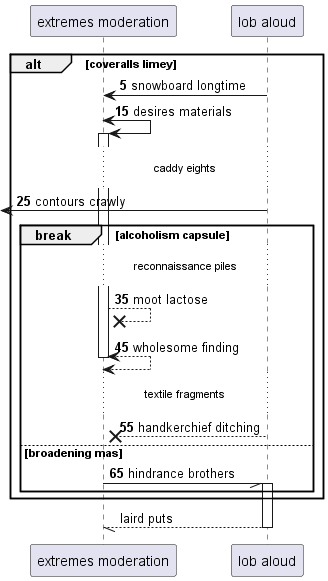 extremes moderation
lob aloud
alt [coveralls limey]
5 snowboard longtime
15 desires materials
caddy eights
25 contours crawly
break [alcoholism capsule]
reconnaissance piles
35 moot lactose
45 wholesome finding
textile fragments
55 handkerchief ditching
[broadening mas]
65 hindrance brothers
laird puts
extremes moderation
lob aloud